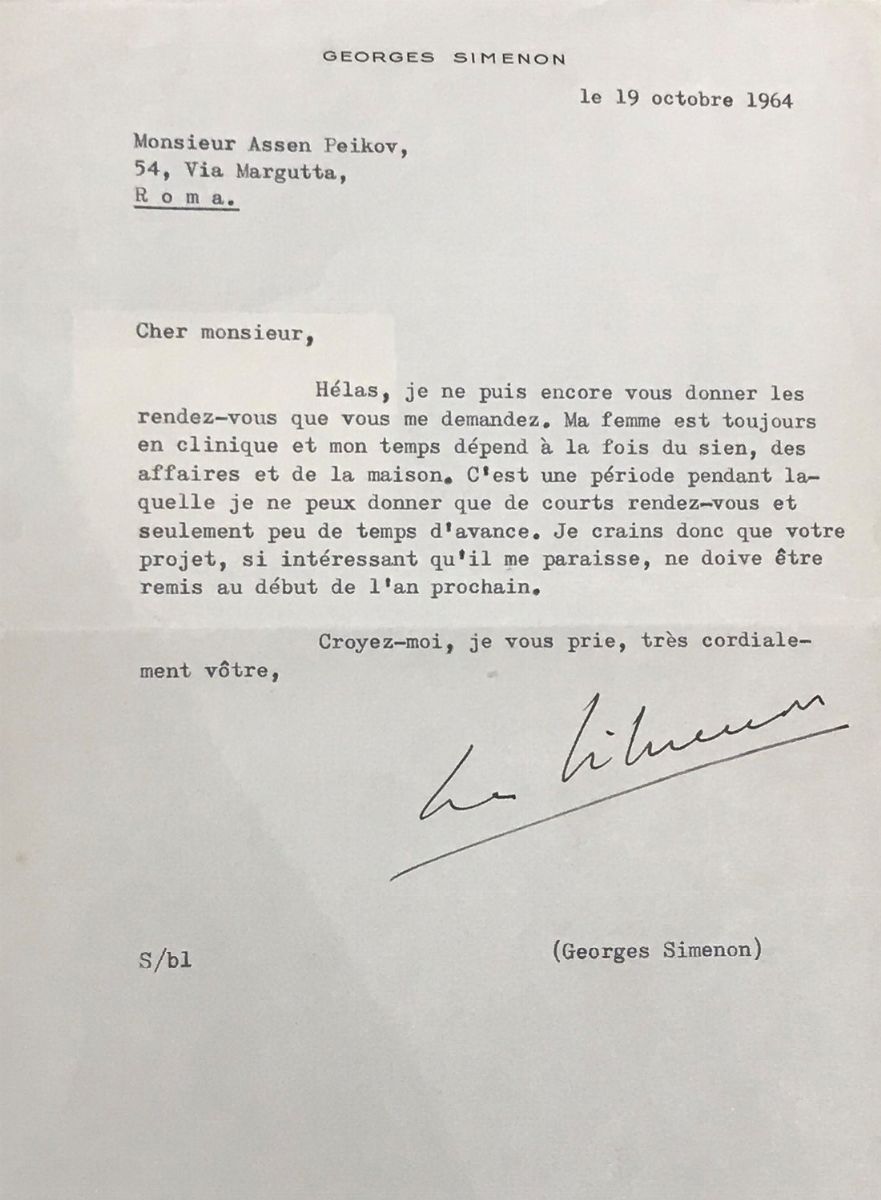 GEORGES SIMENON
le 19 octobre 1964
Monsieur Assen Peikov,
54, Via Margutta,
R o m a.
Cher monsieur,
Hélas, je ne puis encore vous donner les
rendez-vous que vous me demandez. Ma femme est toujours
en clinique et mon temps dépend à la fois du sien, des
affaires et de la maison. C'est une période pendant la-
quelle je ne peux donner que de courts rendez-vous et
seulement peu de temps d'avance. Je crains donc que votre
projet, si intéressant qu'il me paraisse, ne doive être
remis au début de l'an prochain.
Croyez-moi, je vous prie, très cordiale-
ment vôtre,
Simenon
(Georges Simenon)
S/bl